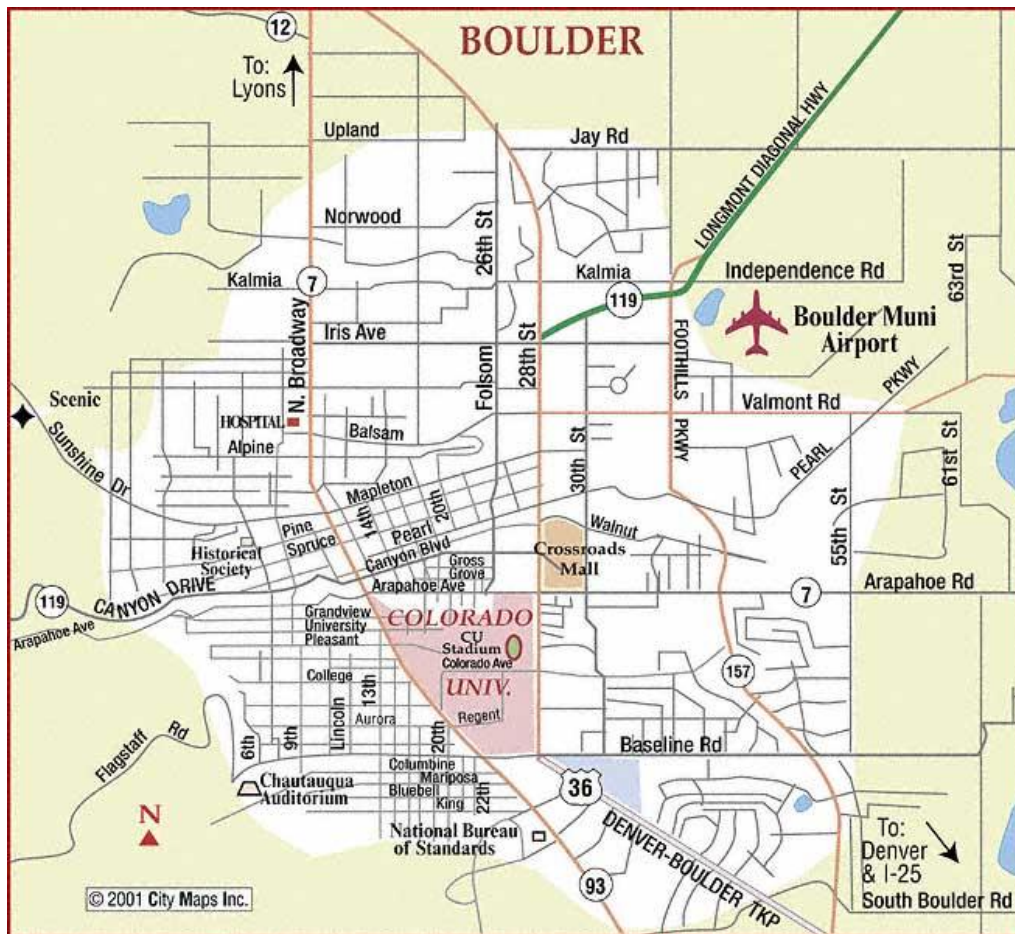 BOULDER
12
To:
Lyons
Upland
Jay Rd
LONGMONT DIAGONAL HWY
Norwood
26th St
63rd St
Kalmia
7
Kalmia
Independence Rd
119
N. Broadway
Iris Ave
28th St
FOOTHILLS
PKWY
Boulder Muni
Airport
Folsom
PEARL
PKWY
Scenic
Sunshine Dr
HOSPITAL
Balsam
Alpine
Valmont Rd
30th St
61st St
55th St
Mapleton
14th
20th
Pine
Spruce
Pearl
Canyon Blvd
Walnut
Historical
Society
Gross
Grove
Crossroads
Mall
Arapahoe Ave
Arapahoe Rd
7
119
CANYON DRIVE
Arapahoe Ave
Grandview
University
Pleasant
COLORADO
CU
Stadium
Colorado Ave
UNIV.
College
13th
157
Lincoln
Aurora
Regent
6th
9th
20th
Baseline Rd
Flagstaff Rd
Columbine
Mariposa
Bluebell
King
22th
Chautauqua
Auditorium
36
DENVER-BOULDER TKP
N
National Bureau
of Standards
93
To:
Denver
& I-25
South Boulder Rd
© 2001 City Maps Inc.